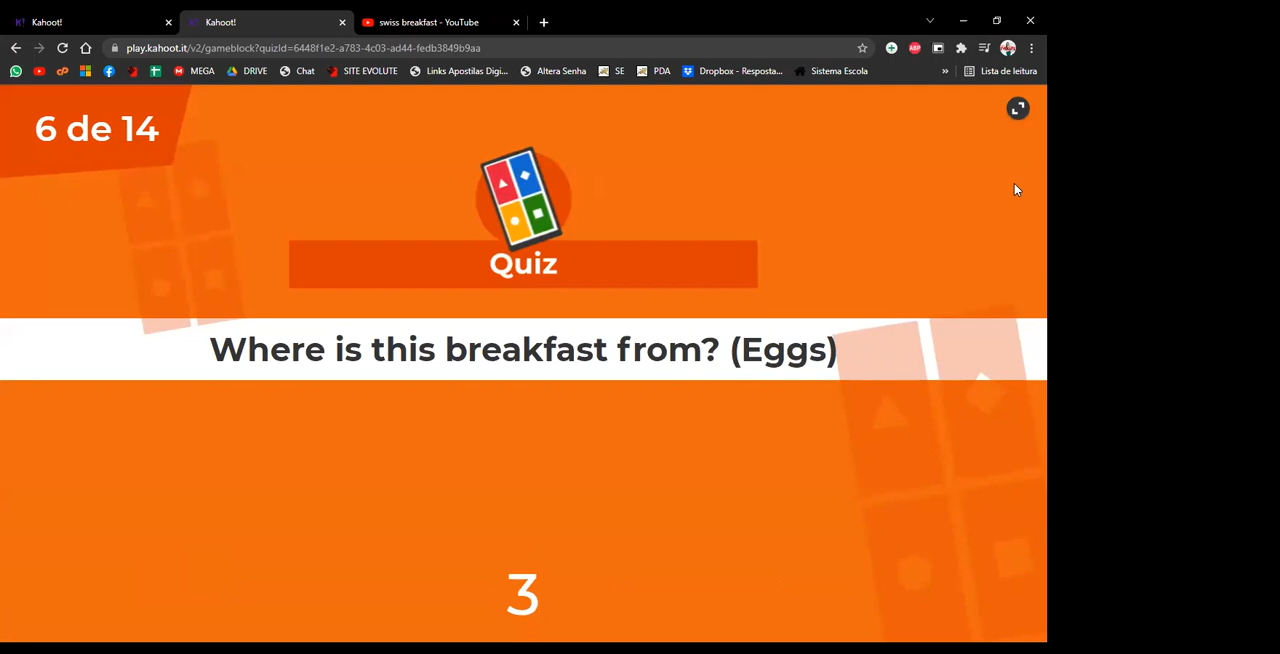 Kahoot!
Kahoot!
swiss breakfast - YouTube
play.kahoot.it/v2/gameblock?quizId=6448f1e2-a783-4c03-ad44-fedb3849b9aa
MEGA
DRIVE
Chat
SITE EVOLUTE
Links Apostilas Digi...
Altera Senha
SE
PDA
Dropbox - Resposta...
Sistema Escola
»
Lista de leitura
6 de 14
Quiz
Where is this breakfast from? (Eggs)
3